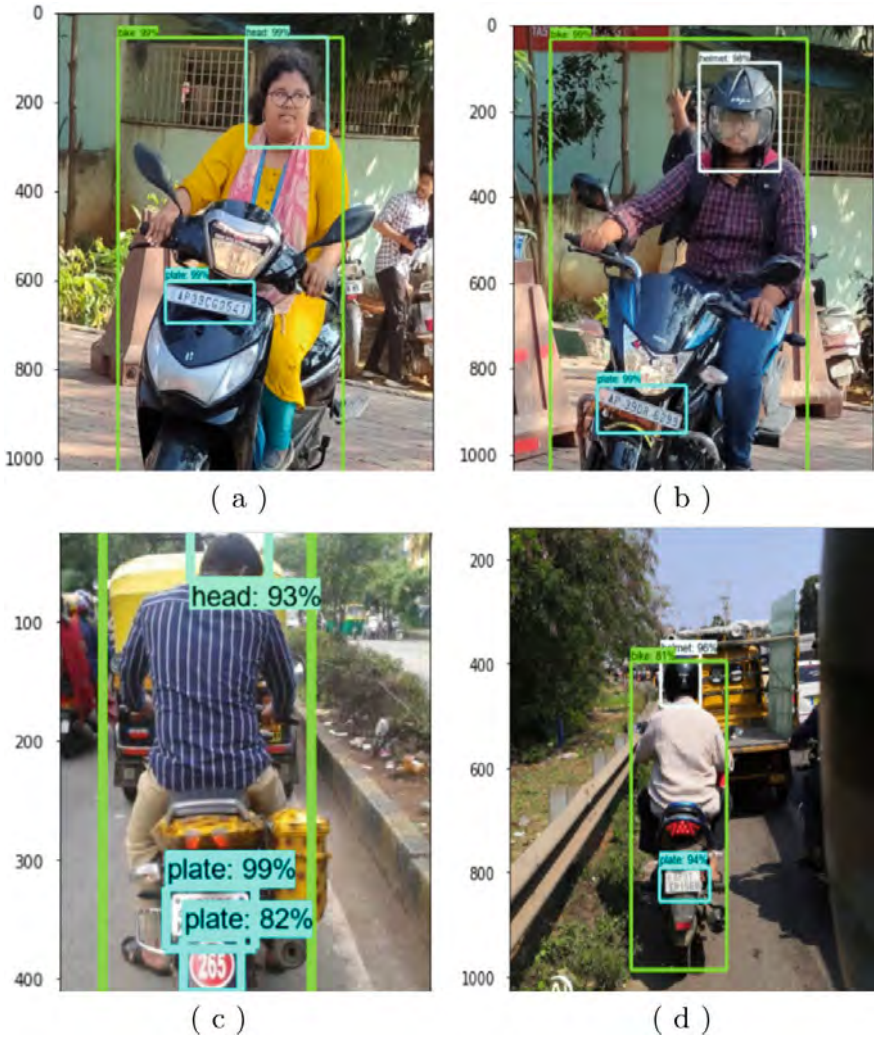 0
200
400
600
800
1000
bike: 99%
head: 99%
plate: 99%
( a )
0
200
400
600
800
1000
bike: 99%
helmet: 98%
plate: 99%
( b )
100
200
300
400
head: 93%
plate: 99%
plate: 82%
265
( c )
200
400
600
800
1000
bike: 81%
helmet: 96%
plate: 94%
( d )